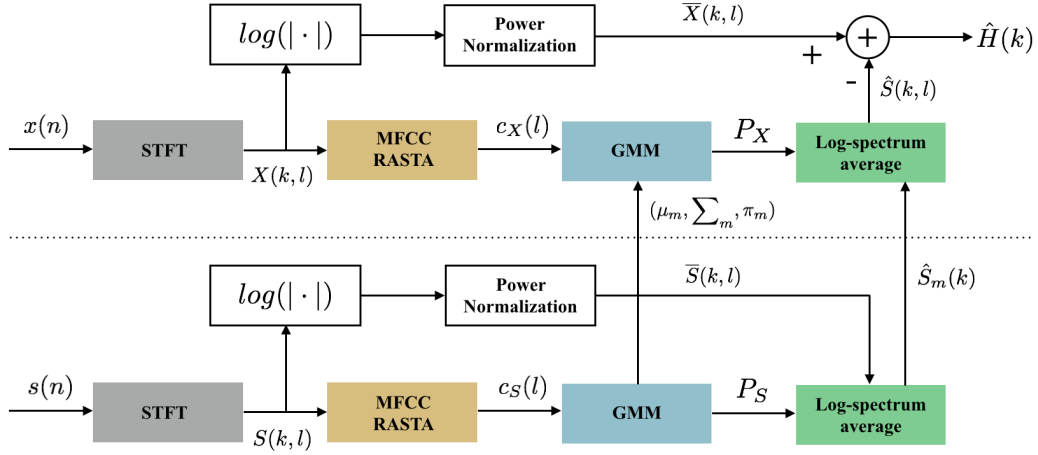 log(| · |)
Power
Normalization
X̅(k, l)
+
+
Ĥ(k)
-
Ŝ(k, l)
x(n)
STFT
X(k, l)
MFCC
RASTA
c_X(l)
GMM
P_X
Log-spectrum
average
(μ_m, ∑_m, π_m)
log(| · |)
Power
Normalization
S̅(k, l)
Ŝ_m(k)
s(n)
STFT
S(k, l)
MFCC
RASTA
c_S(l)
GMM
P_S
Log-spectrum
average